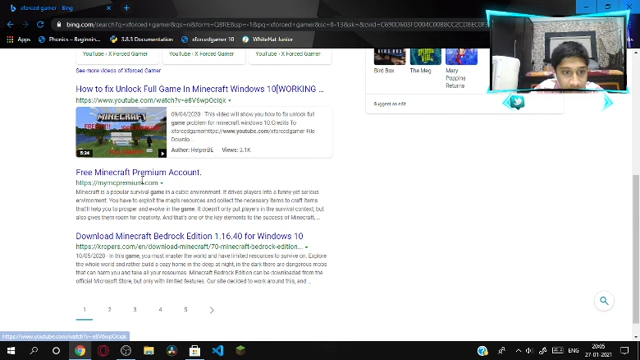 xforced gamer - Bing
bing.com/search?q=xforced+gamer
Apps
Phonics – Beginnin...
3.8.3 Documentation
xforcedgamer 10
WhiteHat Junior
YouTube › X Forced Gamer
YouTube › X Forced Gamer
YouTube › X Forced Gam
See more videos of Xforced Gamer
Bird Box
The Meg
Mary Poppins Returns
Suggest an edit
How to fix Unlock Full Game In Minecraft Windows 10[WORKING ...
https://www.youtube.com/watch?v=e8V6wpOciqk
MINECRAFT
5:24
09/04/2020 · This video will show you how to fix unlock full
game problem for minecraft windows 10.Credits To
xforcedgamerhttps://www.youtube.com/xforcedgamer File
Downlo...
Author: HelpnBE Views: 3.1K
Free Minecraft Premium Account.
https://mymcpremium.com
Minecraft is a popular survival game in a cubic environment. It drives players into a funny yet serious
environment. You have to exploit the maps resources and collect the necessary items to craft items
that'll help you to prosper and evolve in the game. It doesn't only put players in the survival context, but
also gives them room for creativity. And that's one of the key elements to the success of Minecraft, ...
Download Minecraft Bedrock Edition 1.16.40 for Windows 10
https://kropers.com/en/download-minecraft/70-minecraft-bedrock-edition...
10/05/2020 · In this game, you must master the world and have limited resources to survive on. Explore
the whole world and rather build a cozy home in the deep at night, in the dark there are dangerous mobs
that can harm you and take all your resources. Minecraft Bedrock Edition can be downloaded from the
official Microsoft Store, but only with limited features. Our site decided to work around this, and ...
1 2 3 4 5
https://www.youtube.com/watch?v=e8V6wpOciqk
ENG
20:05
27-01-2021